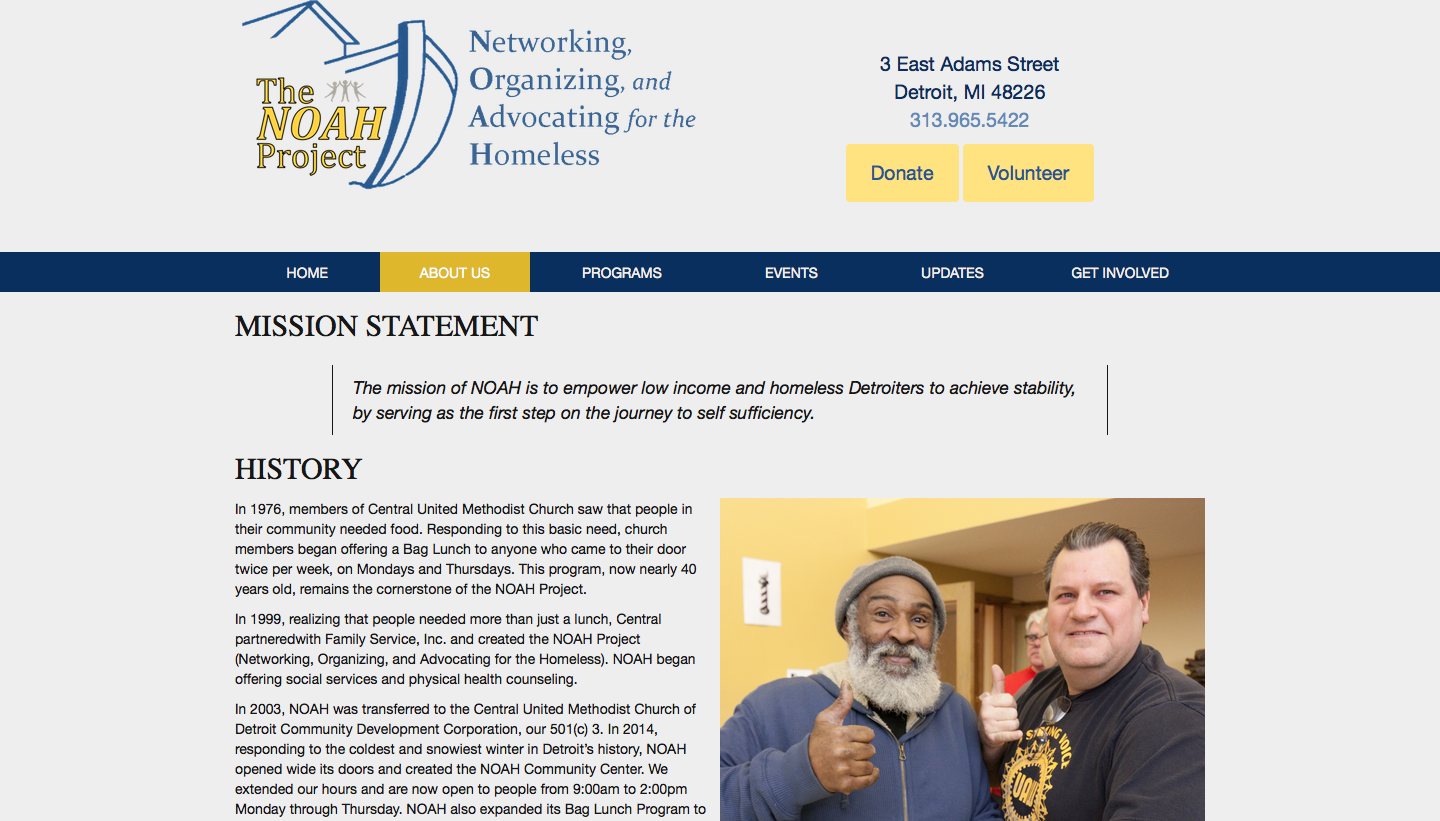 The
NOAH
Project
Networking,
Organizing, and
Advocating for the
Homeless
3 East Adams Street
Detroit, MI 48226
313.965.5422
Donate
Volunteer
HOME
ABOUT US
PROGRAMS
EVENTS
UPDATES
GET INVOLVED
MISSION STATEMENT
The mission of NOAH is to empower low income and homeless Detroiters to achieve stability,
by serving as the first step on the journey to self sufficiency.
HISTORY
In 1976, members of Central United Methodist Church saw that people in
their community needed food. Responding to this basic need, church
members began offering a Bag Lunch to anyone who came to their door
twice per week, on Mondays and Thursdays. This program, now nearly 40
years old, remains the cornerstone of the NOAH Project.
In 1999, realizing that people needed more than just a lunch, Central
partneredwith Family Service, Inc. and created the NOAH Project
(Networking, Organizing, and Advocating for the Homeless). NOAH began
offering social services and physical health counseling.
In 2003, NOAH was transferred to the Central United Methodist Church of
Detroit Community Development Corporation, our 501(c) 3. In 2014,
responding to the coldest and snowiest winter in Detroit's history, NOAH
opened wide its doors and created the NOAH Community Center. We
extended our hours and are now open to people from 9:00am to 2:00pm
Monday through Thursday. NOAH also expanded its Bag Lunch Program to
VOICE
UAW